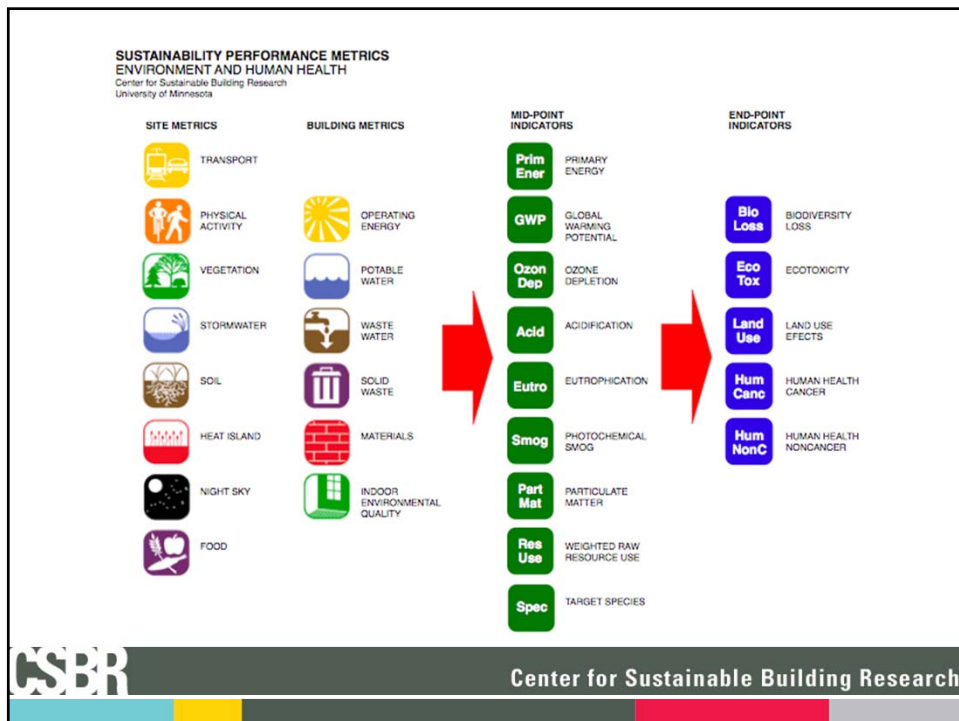 SUSTAINABILITY PERFORMANCE METRICS
ENVIRONMENT AND HUMAN HEALTH
Center for Sustainable Building Research
University of Minnesota
SITE METRICS
TRANSPORT
PHYSICAL
ACTIVITY
VEGETATION
STORMWATER
SOIL
HEAT ISLAND
NIGHT SKY
FOOD
BUILDING METRICS
OPERATING
ENERGY
POTABLE
WATER
WASTE
WATER
SOLID
WASTE
MATERIALS
INDOOR
ENVIRONMENTAL
QUALITY
MID-POINT
INDICATORS
Prim
Ener
PRIMARY
ENERGY
GWP
GLOBAL
WARMING
POTENTIAL
Ozon
Dep
OZONE
DEPLETION
Acid
ACIDIFICATION
Eutro
EUTROPHICATION
Smog
PHOTOCHEMICAL
SMOG
Part
Mat
PARTICULATE
MATTER
Res
Use
WEIGHTED RAW
RESOURCE USE
Spec
TARGET SPECIES
END-POINT
INDICATORS
Bio
Loss
BIODIVERSITY
LOSS
Eco
Tox
ECOTOXICITY
Land
Use
LAND USE
EFECTS
Hum
Canc
HUMAN HEALTH
CANCER
Hum
NonC
HUMAN HEALTH
NONCANCER
CSBR
Center for Sustainable Building Research